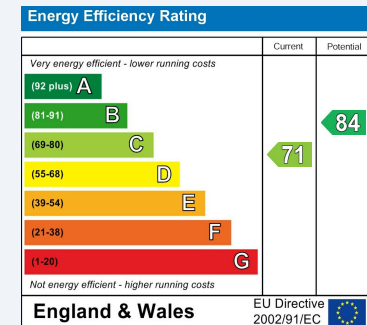 Energy Efficiency Rating
Current Potential
Very energy efficient - lower running costs
(92 plus) A
(81-91) B
84
(69-80) C
71
(55-68) D
(39-54) E
(21-38) F
(1-20) G
Not energy efficient - higher running costs
England & Wales
EU Directive
2002/91/EC